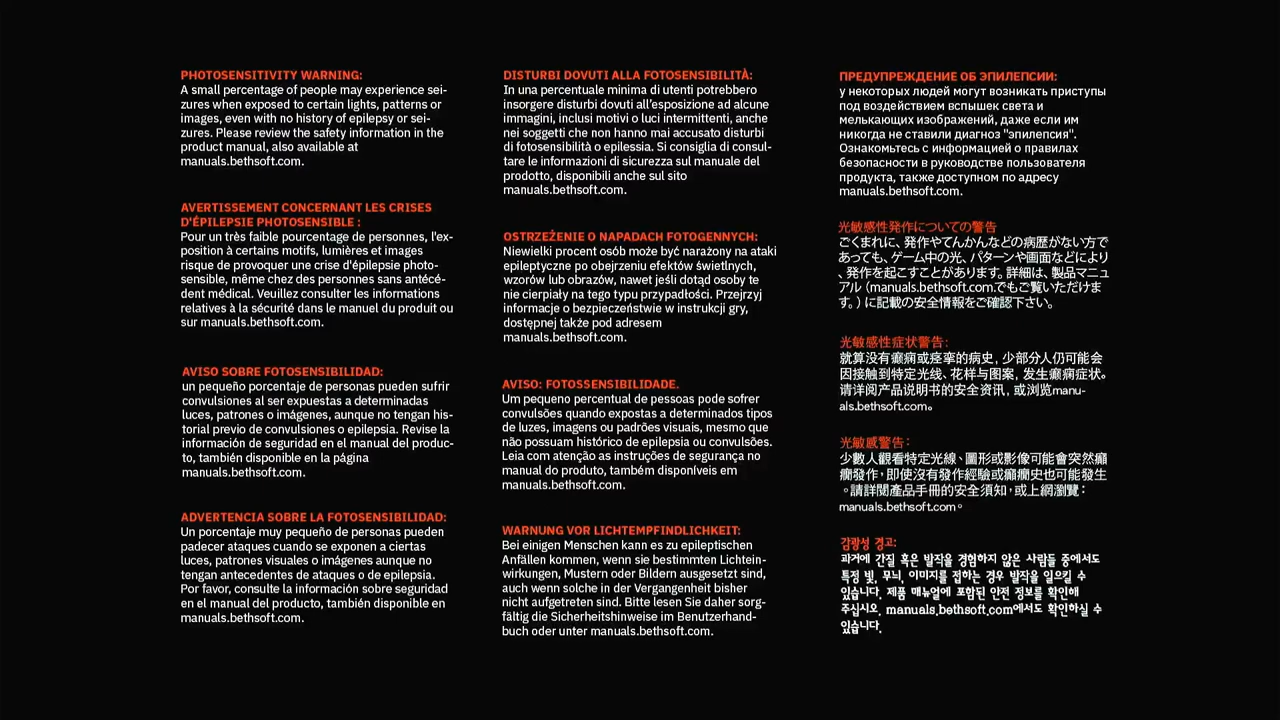 PHOTOSENSITIVITY WARNING:
A small percentage of people may experience sei-
zures when exposed to certain lights, patterns or
images, even with no history of epilepsy or sei-
zures. Please review the safety information in the
product manual, also available at
manuals.bethsoft.com.
AVERTISSEMENT CONCERNANT LES CRISES
D'ÉPILEPSIE PHOTOSENSIBLE :
Pour un très faible pourcentage de personnes, l'ex-
position à certains motifs, lumières et images
risque de provoquer une crise d'épilepsie photo-
sensible, même chez des personnes sans antécé-
dent médical. Veuillez consulter les informations
relatives à la sécurité dans le manuel du produit ou
sur manuals.bethsoft.com.
AVISO SOBRE FOTOSENSIBILIDAD:
un pequeño porcentaje de personas pueden sufrir
convulsiones al ser expuestas a determinadas
luces, patrones o imágenes, aunque no tengan his-
torial previo de convulsiones o epilepsia. Revise la
información de seguridad en el manual del produc-
to, también disponible en la página
manuals.bethsoft.com.
ADVERTENCIA SOBRE LA FOTOSENSIBILIDAD:
Un porcentaje muy pequeño de personas pueden
padecer ataques cuando se exponen a ciertas
luces, patrones visuales o imágenes aunque no
tengan antecedentes de ataques o de epilepsia.
Por favor, consulte la información sobre seguridad
en el manual del producto, también disponible en
manuals.bethsoft.com.
DISTURBI DOVUTI ALLA FOTOSENSIBILITÀ:
In una percentuale minima di utenti potrebbero
insorgere disturbi dovuti all'esposizione ad alcune
immagini, inclusi motivi o luci intermittenti, anche
nei soggetti che non hanno mai accusato disturbi
di fotosensibilità o epilessia. Si consiglia di consul-
tare le informazioni di sicurezza sul manuale del
prodotto, disponibili anche sul sito
manuals.bethsoft.com.
OSTRZEŻENIE O NAPADACH FOTOGENNYCH:
Niewielki procent osób może być narażony na ataki
epileptyczne po obejrzeniu efektów świetlnych,
wzorów lub obrazów, nawet jeśli dotąd osoby te
nie cierpiały na tego typu przypadłości. Przejrzyj
informacje o bezpieczeństwie w instrukcji gry,
dostępnej także pod adresem
manuals.bethsoft.com.
AVISO: FOTOSSENSIBILIDADE.
Um pequeno percentual de pessoas pode sofrer
convulsões quando expostas a determinados tipos
de luzes, imagens ou padrões visuais, mesmo que
não possuam histórico de epilepsia ou convulsões.
Leia com atenção as instruções de segurança no
manual do produto, também disponíveis em
manuals.bethsoft.com.
WARNUNG VOR LICHTEMPFINDLICHKEIT:
Bei einigen Menschen kann es zu epileptischen
Anfällen kommen, wenn sie bestimmten Lichtein-
wirkungen, Mustern oder Bildern ausgesetzt sind,
auch wenn solche in der Vergangenheit bisher
nicht aufgetreten sind. Bitte lesen Sie daher sorg-
fältig die Sicherheitshinweise im Benutzerhand-
buch oder unter manuals.bethsoft.com.
ПРЕДУПРЕЖДЕНИЕ ОБ ЭПИЛЕПСИИ:
у некоторых людей могут возникать приступы
под воздействием вспышек света и
мелькающих изображений, даже если им
никогда не ставили диагноз "эпилепсия".
Ознакомьтесь с информацией о правилах
безопасности в руководстве пользователя
продукта, также доступном по адресу
manuals.bethsoft.com.
光敏感性発作についての警告
ごくまれに、発作やてんかんなどの病歴がない方で
あっても、ゲーム中の光、パターンや画面などにより
、発作を起こすことがあります。詳細は、製品マニュ
アル（manuals.bethsoft.comでもご覧いただけま
す。）に記載の安全情報をご確認下さい。
光敏感性症状警告：
就算没有癫痫或痉挛的病史，少部分人仍可能会
因接触到特定光线、花样与图案，发生癫痫症状。
请详阅产品说明书的安全资讯，或浏览manu-
als.bethsoft.com。
光敏感警告：
少數人觀看特定光線、圖形或影像可能會突然癲
癇發作，即使沒有發作經驗或癲癇史也可能發生
。請詳閱產品手冊的安全須知，或上網瀏覽：
manuals.bethsoft.com。
감광성 경고:
과거에 간질 혹은 발작을 경험하지 않은 사람들 중에서도
특정 빛, 무늬, 이미지를 접하는 경우 발작을 일으킬 수
있습니다. 제품 매뉴얼에 포함된 안전 정보를 확인해
주십시오. manuals.bethsoft.com에서도 확인하실 수
있습니다.